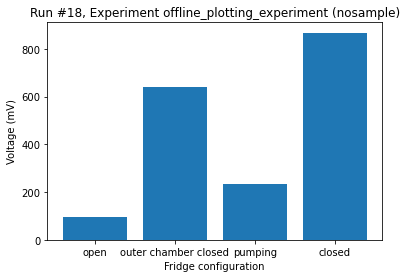 Run #18, Experiment offline_plotting_experiment (nosample)
800
600
400
200
0
Voltage (mV)
open outer chamber closed pumping closed
Fridge configuration